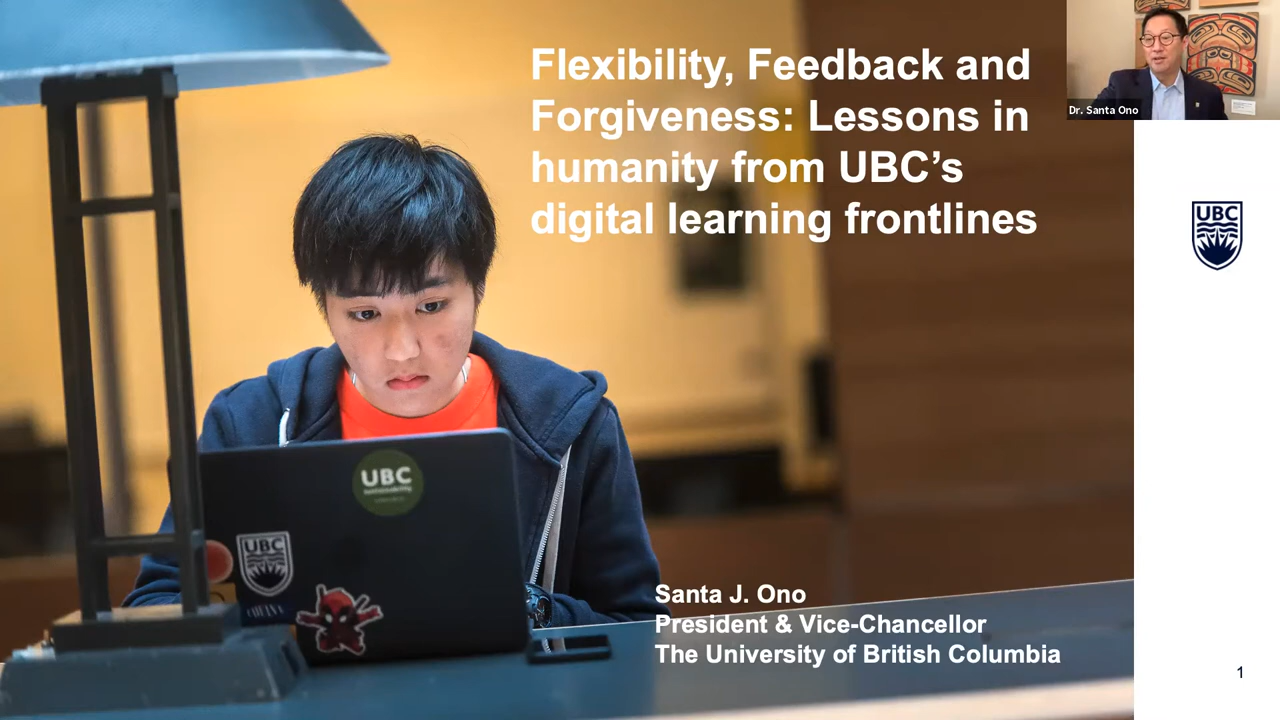 Flexibility, Feedback and
Forgiveness: Lessons in
humanity from UBC’s
digital learning frontlines
Dr. Santa Ono
UBC
UBC
sustainability
UBC
Santa J. Ono
President & Vice-Chancellor
The University of British Columbia
1